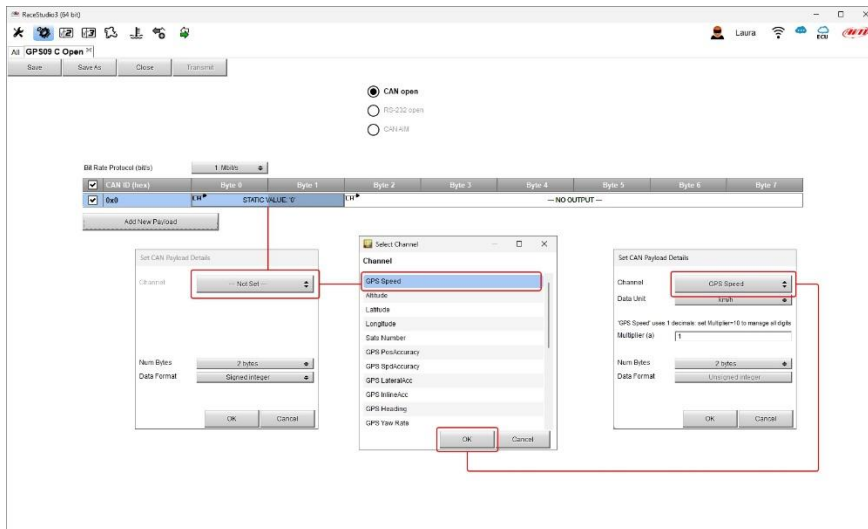 RaceStudio3 (64 bit)
Laura
ECU
All GPS09 C Open
Save Save As Close Transmit
CAN open
RS-232 open
CAN AiM
Bit Rate Protocol (bit/s) 1 Mbit/s
CAN ID (hex) Byte 0 Byte 1 Byte 2 Byte 3 Byte 4 Byte 5 Byte 6 Byte 7
0x0 STATIC VALUE: '0' --- NO OUTPUT ---
Add New Payload
Set CAN Payload Details
Channel --- Not Set ---
Num Bytes 2 bytes
Data Format Signed integer
OK Cancel
Select Channel
Channel
GPS Speed
Altitude
Latitude
Longitude
Sats Number
GPS PosAccuracy
GPS SpdAccuracy
GPS LateralAcc
GPS InlineAcc
GPS Heading
GPS Yaw Rate
OK Cancel
Set CAN Payload Details
Channel GPS Speed
Data Unit km/h
'GPS Speed' uses 1 decimals: set Multiplier=10 to manage all digits
Multiplier (a) 1
Num Bytes 2 bytes
Data Format Unsigned integer
OK Cancel